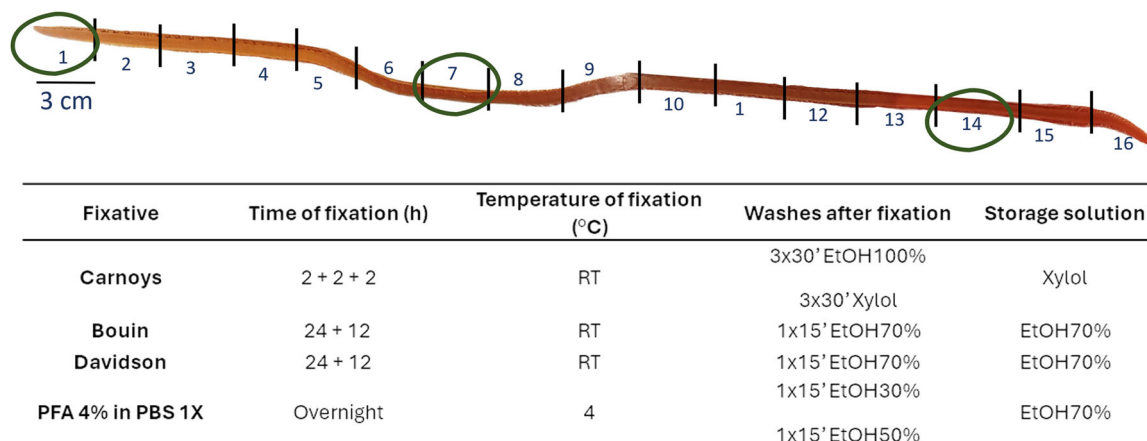 1
2
3
4
5
6
7
8
9
10
1
12
13
14
15
16
3 cm
Fixative Time of fixation (h) Temperature of fixation (°C) Washes after fixation Storage solution
Carnoys 2 + 2 + 2 RT 3x30’ EtOH100% Xylol
3x30’ Xylol
Bouin 24 + 12 RT 1x15’ EtOH70% EtOH70%
Davidson 24 + 12 RT 1x15’ EtOH70% EtOH70%
PFA 4% in PBS 1X Overnight 4 1x15’ EtOH30% EtOH70%
1x15’ EtOH50%